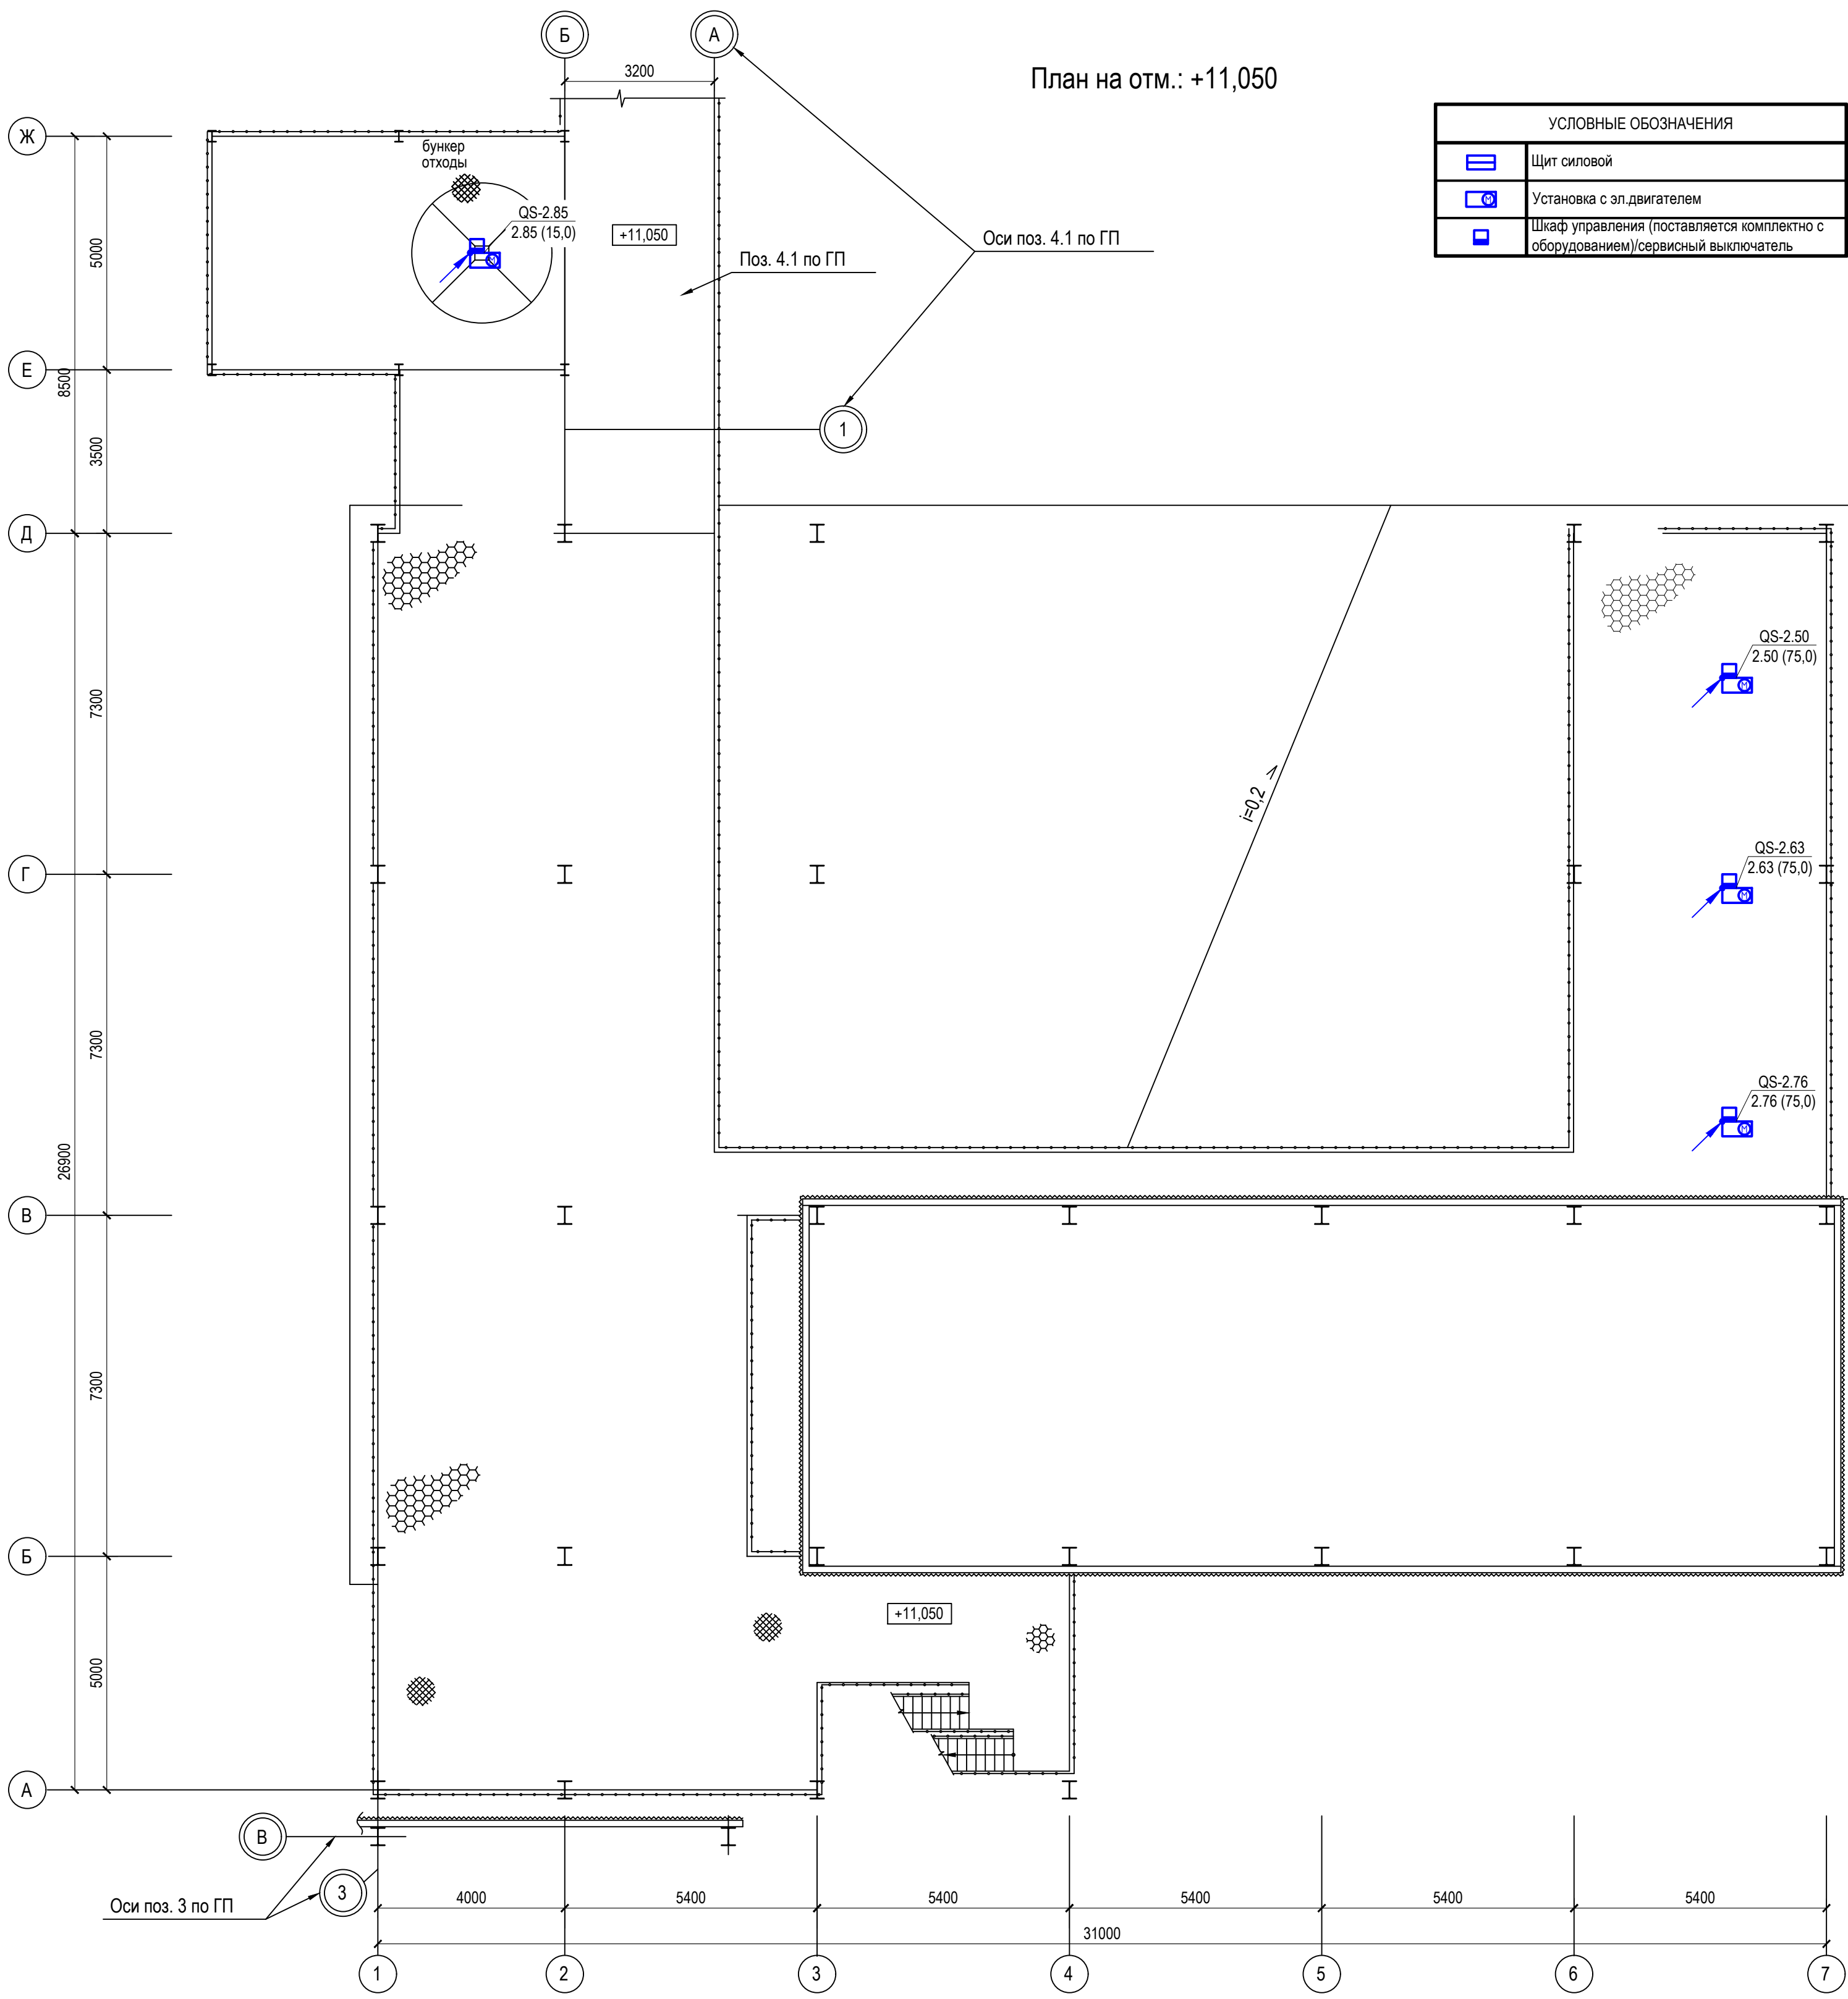 Б
А
3200
План на отм.: +11,050
УСЛОВНЫЕ ОБОЗНАЧЕНИЯ
Щит силовой
М
Установка с эл.двигателем
Шкаф управления (поставляется комплектно с
оборудованием)/сервисный выключатель
Ж
бункер
отходы
QS-2.85
2.85 (15,0)
М
+11,050
Поз. 4.1 по ГП
Оси поз. 4.1 по ГП
5000
Е
8500
1
3500
Д
QS-2.50
2.50 (75,0)
М
7300
i=0,2
Г
QS-2.63
2.63 (75,0)
М
7300
QS-2.76
2.76 (75,0)
М
26900
В
7300
Б
+11,050
5000
А
В
3
Оси поз. 3 по ГП
4000
5400
5400
5400
5400
5400
31000
1
2
3
4
5
6
7